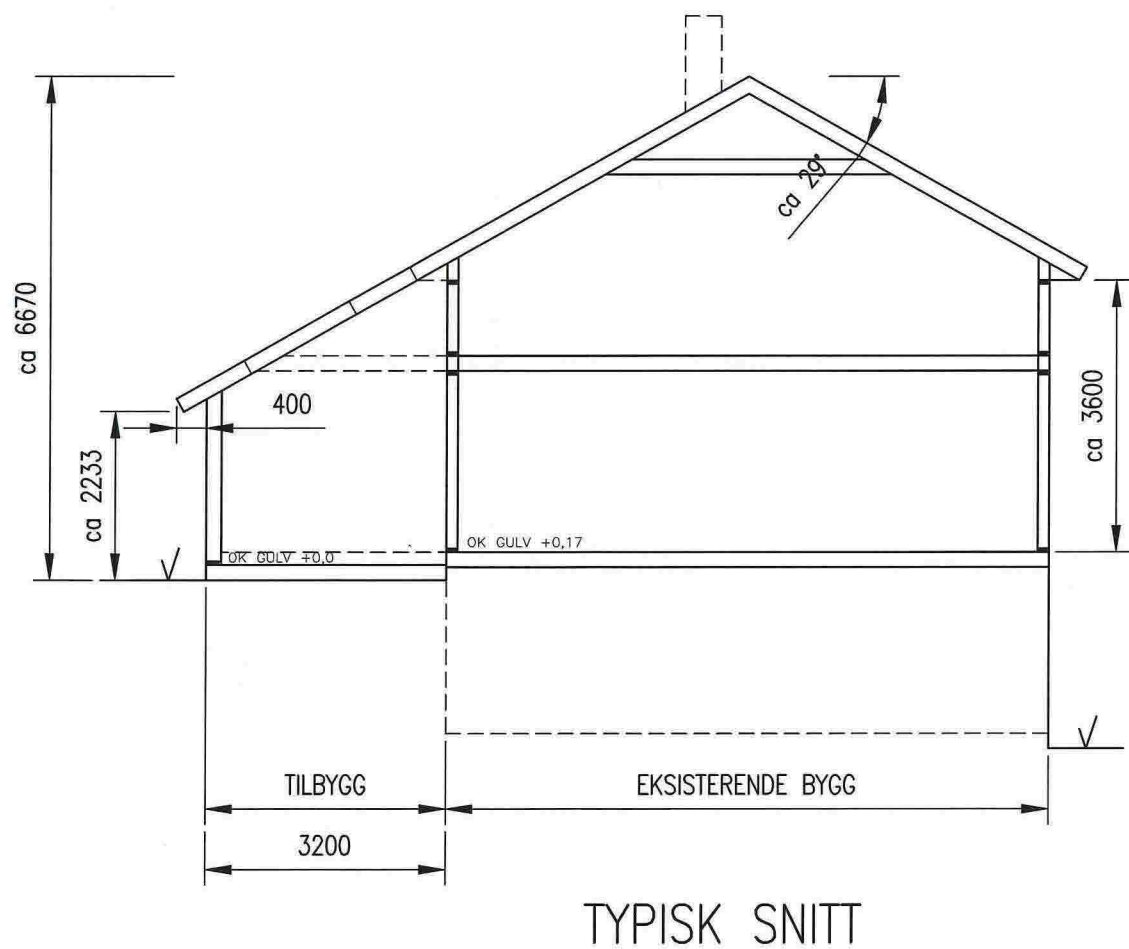 ca 29'
ca 6670
400
ca 3600
ca 2233
OK GULV +0,17
OK GULV +0,0
TILBYGG
EKSISTERENDE BYGG
3200
TYPISK SNITT